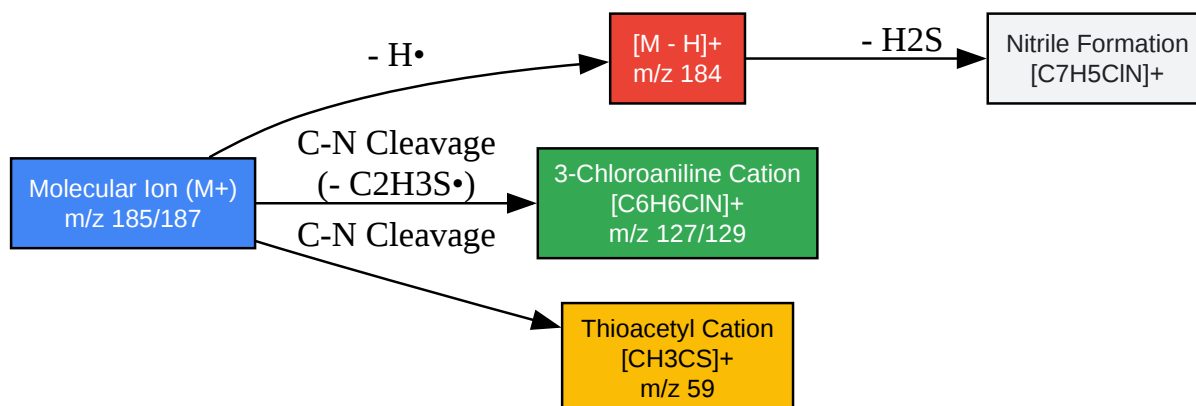 - H•
[M - H]+
m/z 184
- H2S
Nitrile Formation
[C7H5ClN]+
Molecular Ion (M+)
m/z 185/187
C-N Cleavage
(- C2H3S•)
3-Chloroaniline Cation
[C6H6ClN]+
m/z 127/129
C-N Cleavage
Thioacetyl Cation
[CH3CS]+
m/z 59